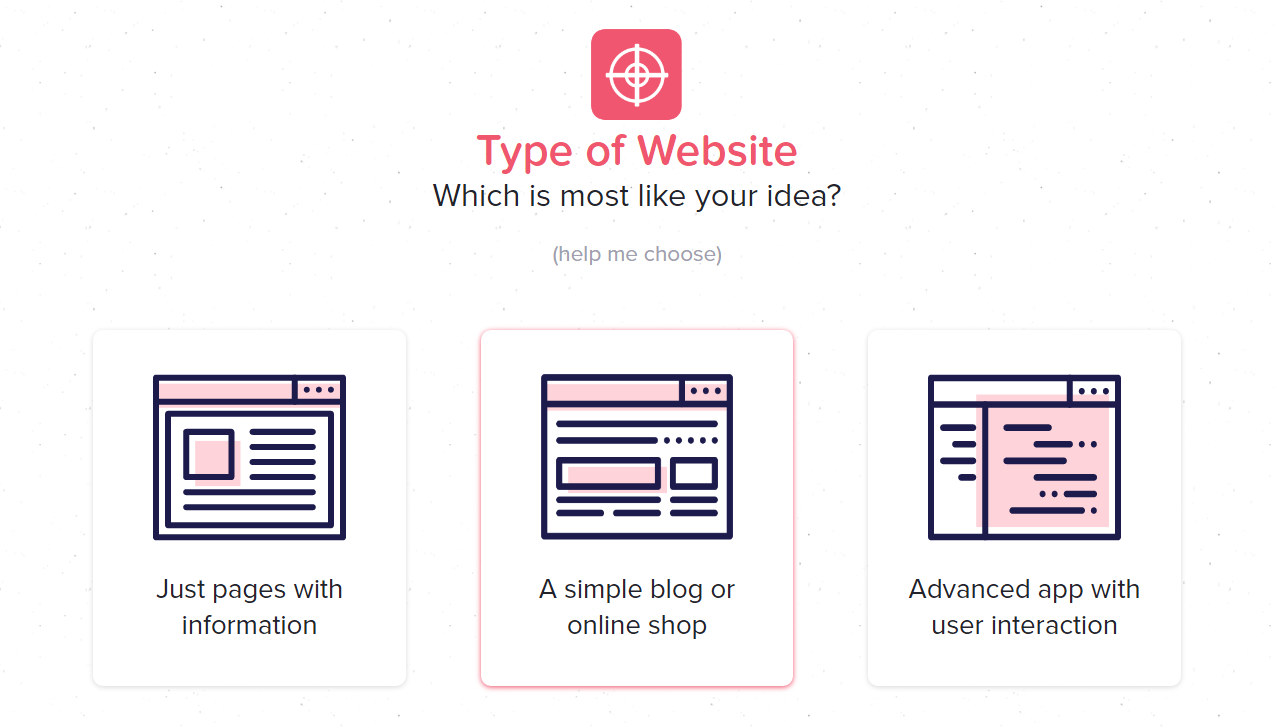 Type of Website
Which is most like your idea?
(help me choose)
Just pages with
information
A simple blog or
online shop
Advanced app with
user interaction